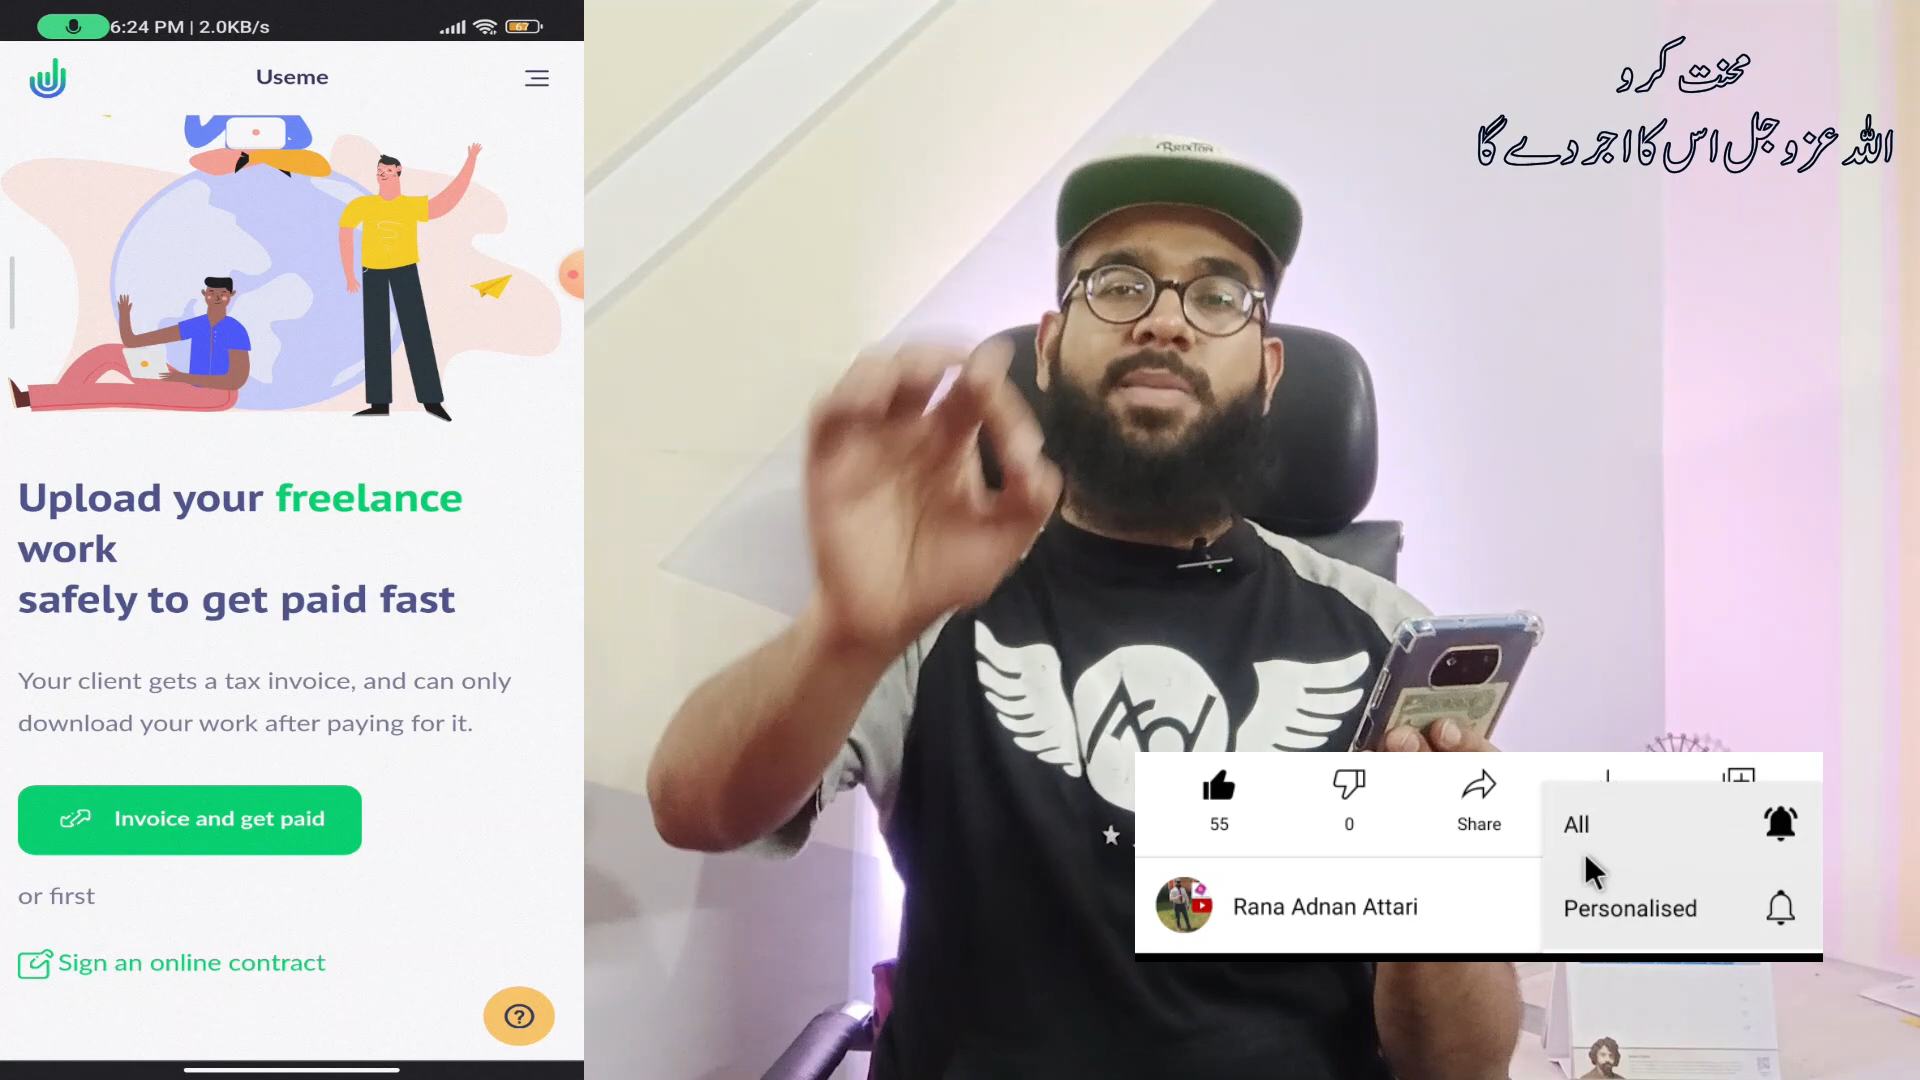 6:24 PM | 2.0KB/s
67
Useme
Upload your freelance
work
safely to get paid fast
Your client gets a tax invoice, and can only
download your work after paying for it.
Invoice and get paid
or first
Sign an online contract
?
محنت کرو
اللہ عزوجل اس کا اجر دے گا
BRIXTON
55
0
Share
All
Rana Adnan Attari
Personalised